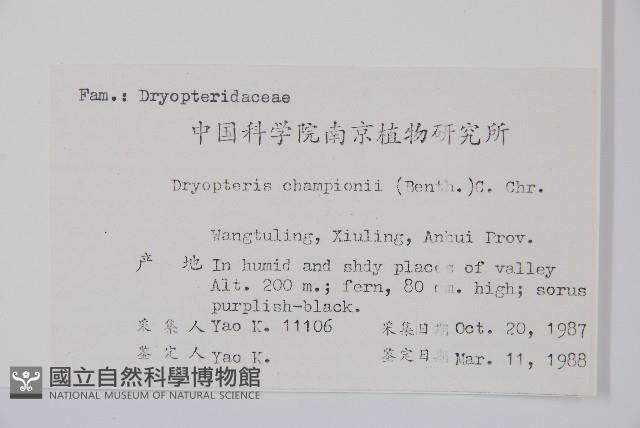 Fam.: Dryopteridaceae
中国科学院南京植物研究所
Dryopteris championii (Benth.)C. Chr.
Wangtuling, Xiuling, Anhui Prov.
产 地 In humid and shdy places of valley
Alt. 200 m.; fern, 80 cm. high; sorus
purplish-black.
采集人 Yao K. 11106 采集日期 Oct. 20, 1987
鉴定人 Yao K. 鉴定日期 Mar. 11, 1988
國立自然科學博物館
NATIONAL MUSEUM OF NATURAL SCIENCE